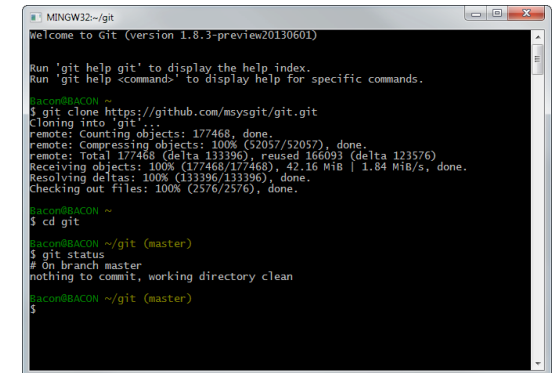 MINGW32:~/git
Welcome to Git (version 1.8.3-preview20130601)
Run 'git help git' to display the help index.
Run 'git help <command>' to display help for specific commands.
Bacon@BACON ~
$ git clone https://github.com/msysgit/git.git
Cloning into 'git'...
remote: Counting objects: 177468, done.
remote: Compressing objects: 100% (52057/52057), done.
remote: Total 177468 (delta 133396), reused 166093 (delta 123576)
Receiving objects: 100% (177468/177468), 42.16 MiB | 1.84 MiB/s, done.
Resolving deltas: 100% (133396/133396), done.
Checking out files: 100% (2576/2576), done.
Bacon@BACON ~
$ cd git
Bacon@BACON ~/git (master)
$ git status
# On branch master
nothing to commit, working directory clean
Bacon@BACON ~/git (master)
$